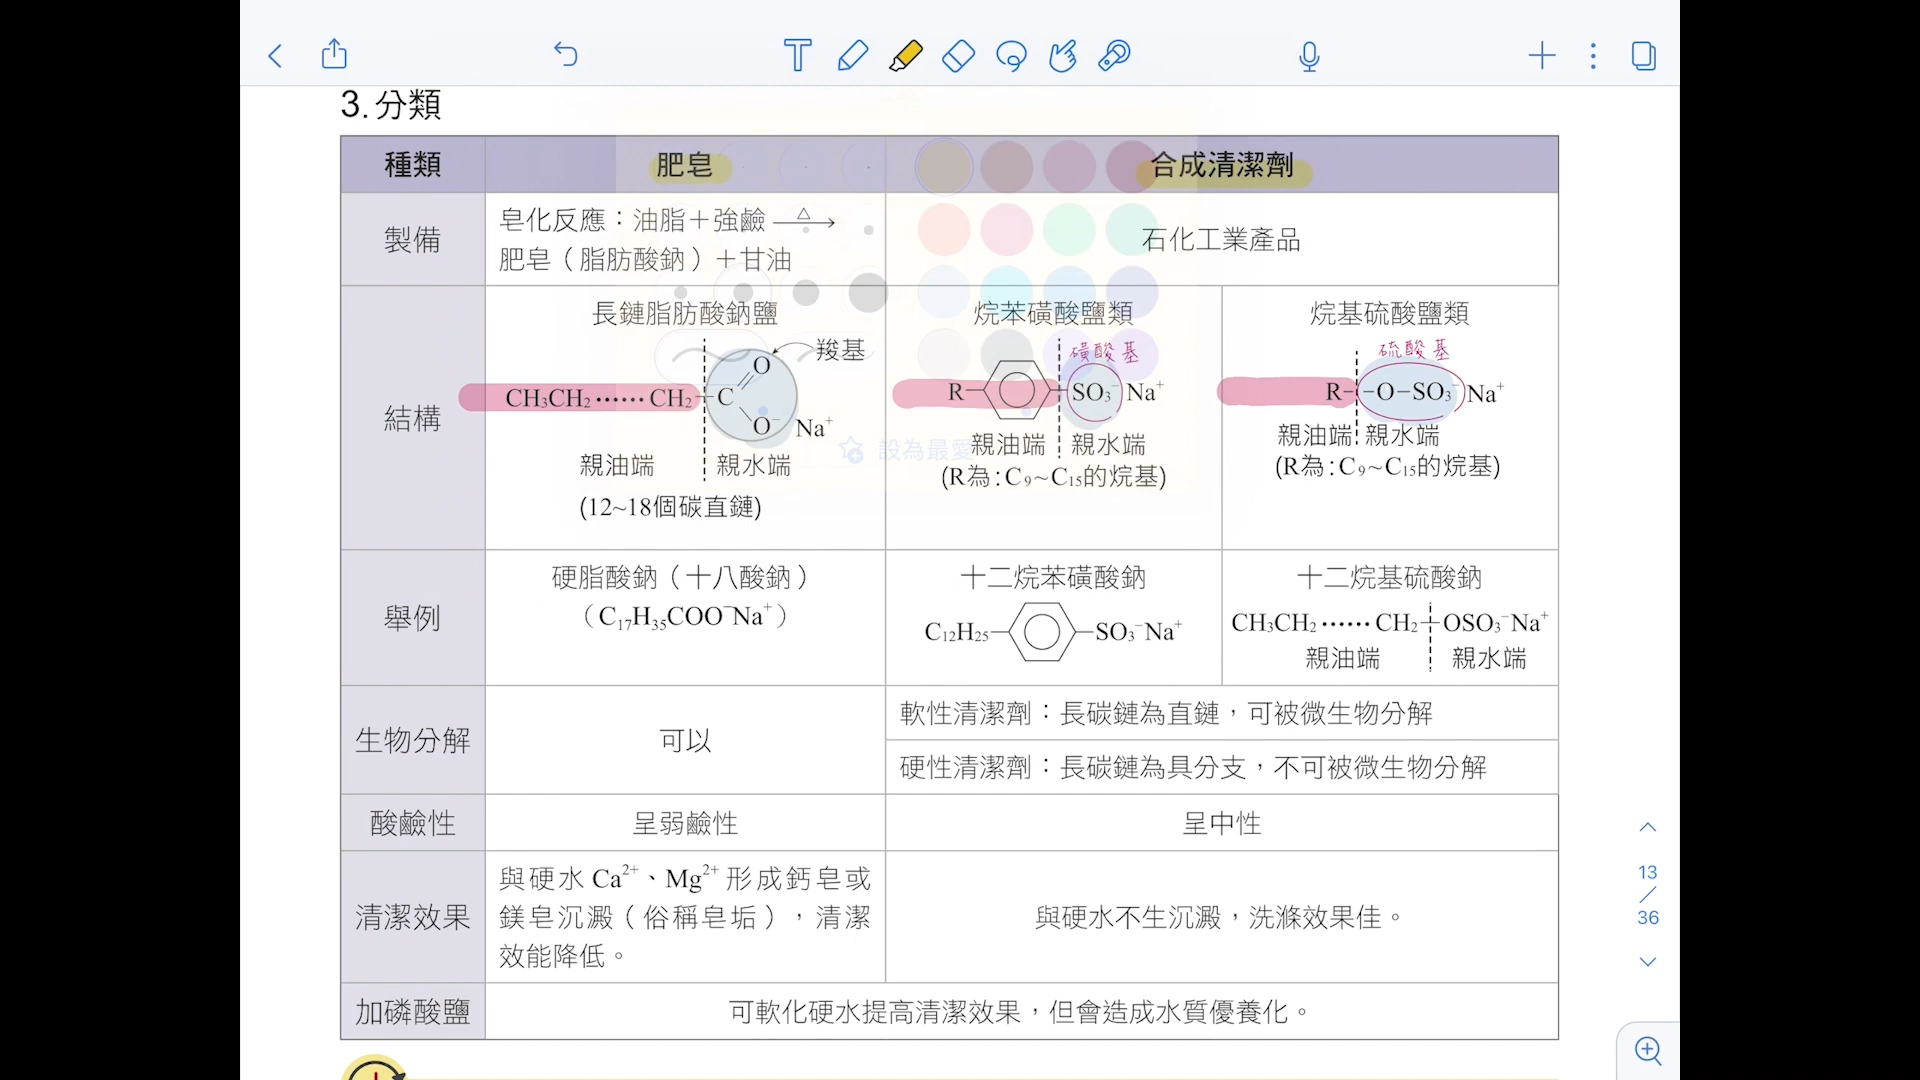 3.分類
種類
肥皂
合成清潔劑
製備
皂化反應：油脂＋強鹼 △→
肥皂（脂肪酸鈉）＋甘油
石化工業產品
結構
長鏈脂肪酸鈉鹽
羧基
O
CH₃CH₂……CH₂
C
O⁻ Na⁺
親油端
親水端
(12~18個碳直鏈)
烷苯磺酸鹽類
磺酸基
R
SO₃⁻ Na⁺
親油端
親水端
(R為:C₉~C₁₅的烷基)
烷基硫酸鹽類
硫酸基
R--O−SO₃⁻ Na⁺
親油端
親水端
(R為:C₉~C₁₅的烷基)
設為最愛
舉例
硬脂酸鈉（十八酸鈉）
（C₁₇H₃₅COO⁻Na⁺）
十二烷苯磺酸鈉
C₁₂H₂₅
SO₃⁻Na⁺
十二烷基硫酸鈉
CH₃CH₂……CH₂ OSO₃⁻Na⁺
親油端
親水端
生物分解
可以
軟性清潔劑：長碳鏈為直鏈，可被微生物分解
硬性清潔劑：長碳鏈為具分支，不可被微生物分解
酸鹼性
呈弱鹼性
呈中性
清潔效果
與硬水 Ca²⁺、Mg²⁺ 形成鈣皂或
鎂皂沉澱（俗稱皂垢），清潔
效能降低。
與硬水不生沉澱，洗滌效果佳。
加磷酸鹽
可軟化硬水提高清潔效果，但會造成水質優養化。
13
/
36